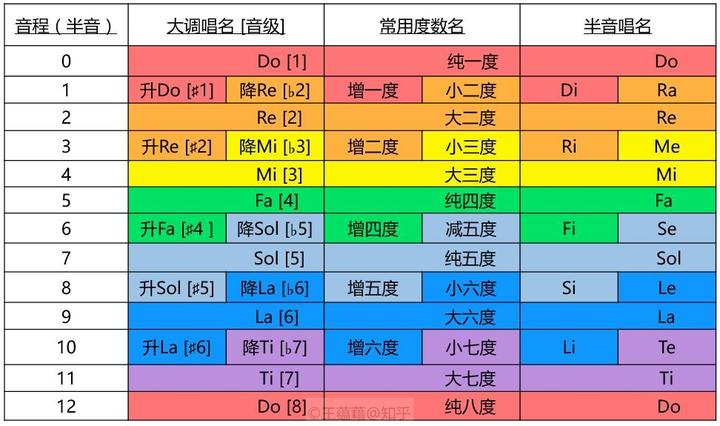 音程（半音） 大调唱名 [音级] 常用度数名 半音唱名
0 Do [1] 纯一度 Do
1 升Do [♯1] 降Re [♭2] 增一度 小二度 Di Ra
2 Re [2] 大二度 Re
3 升Re [♯2] 降Mi [♭3] 增二度 小三度 Ri Me
4 Mi [3] 大三度 Mi
5 Fa [4] 纯四度 Fa
6 升Fa [♯4 ] 降Sol [♭5] 增四度 减五度 Fi Se
7 Sol [5] 纯五度 Sol
8 升Sol [♯5] 降La [♭6] 增五度 小六度 Si Le
9 La [6] 大六度 La
10 升La [♯6] 降Ti [♭7] 增六度 小七度 Li Te
11 Ti [7] 大七度 Ti
12 Do [8] 纯八度 Do
©王蕴藉@知乎